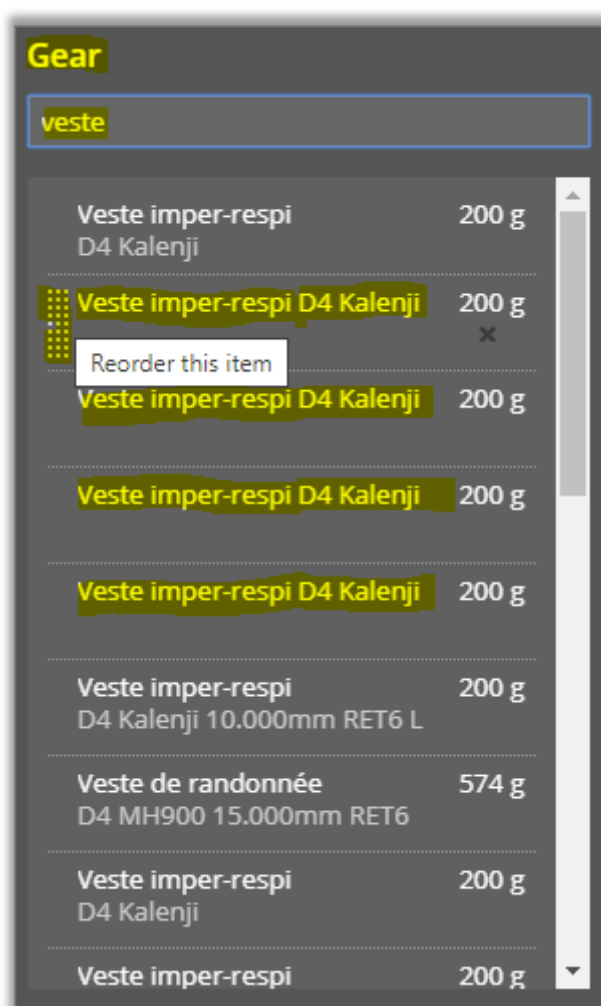 Gear
veste
Veste imper-respi 200 g
D4 Kalenji
Veste imper-respi D4 Kalenji 200 g
Reorder this item
Veste imper-respi D4 Kalenji 200 g
Veste imper-respi D4 Kalenji 200 g
Veste imper-respi D4 Kalenji 200 g
Veste imper-respi 200 g
D4 Kalenji 10.000mm RET6 L
Veste de randonnée 574 g
D4 MH900 15.000mm RET6
Veste imper-respi 200 g
D4 Kalenji
Veste imper-respi 200 g